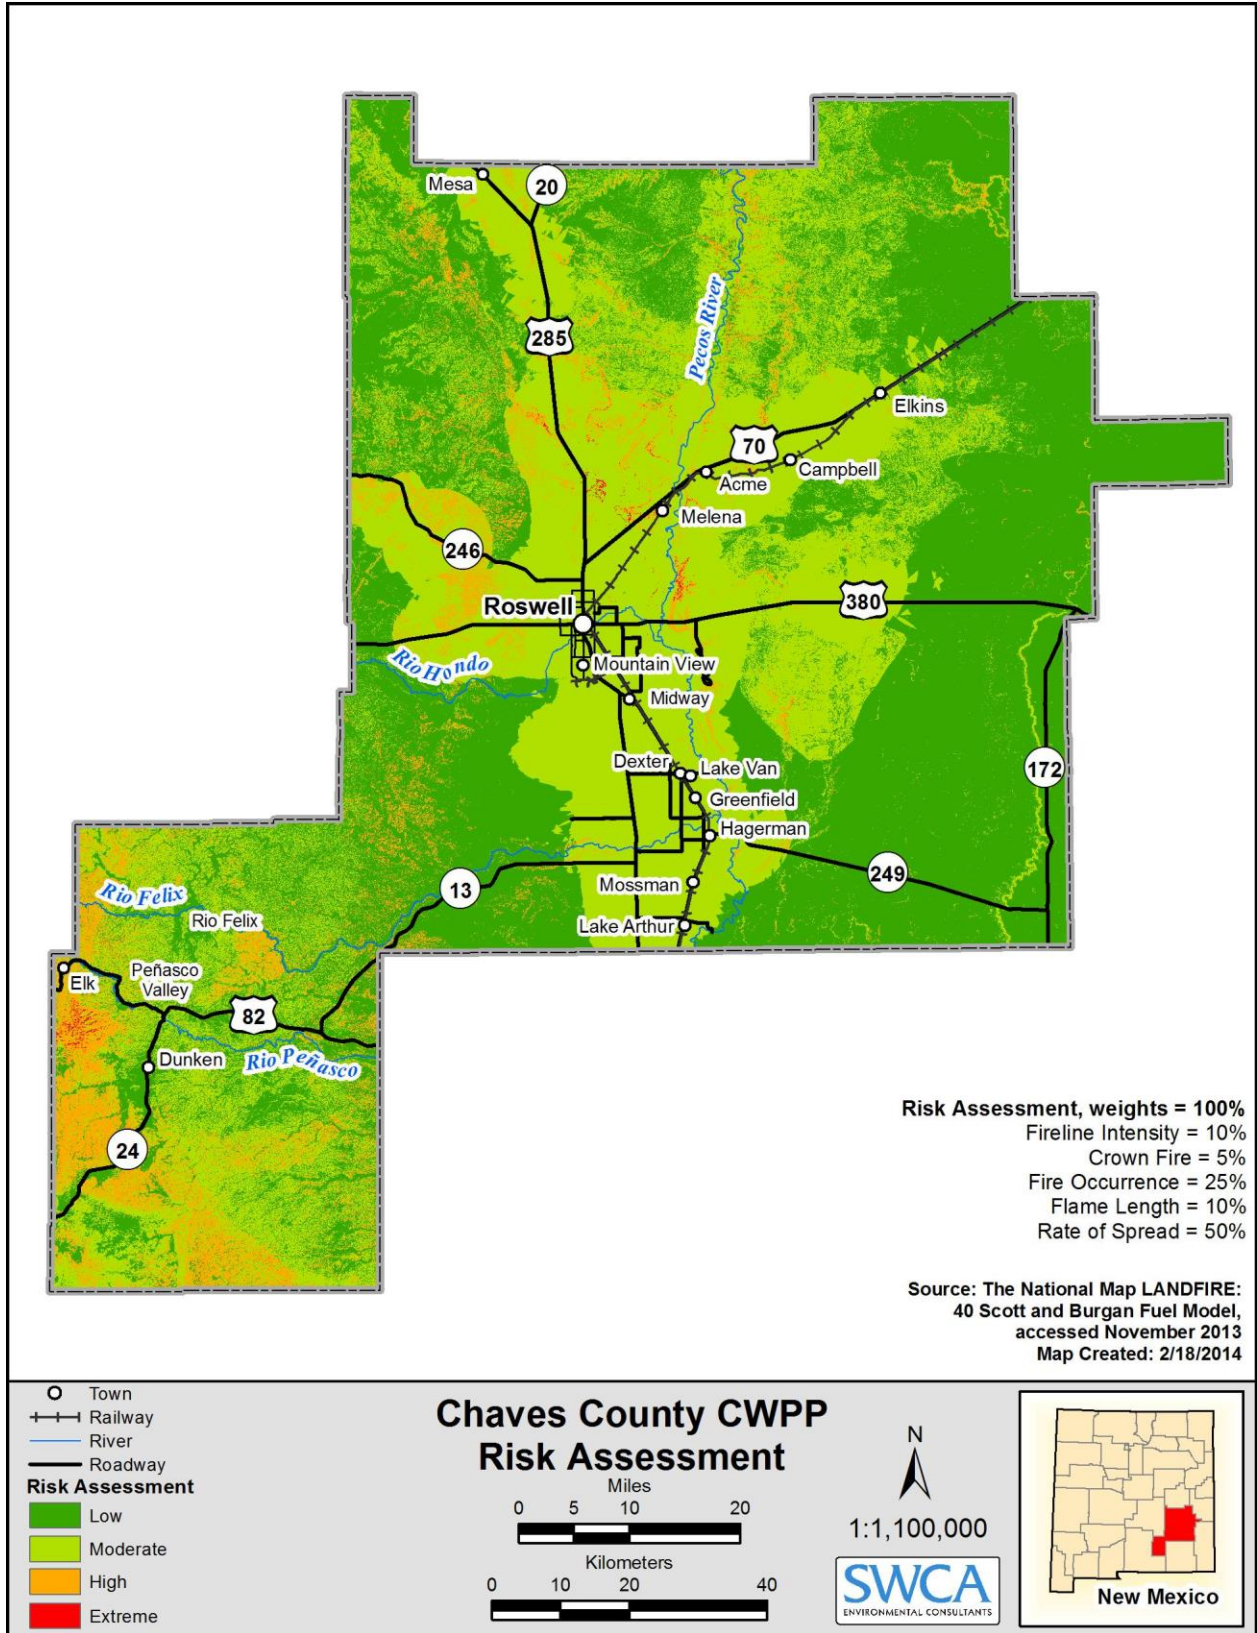 Mesa
20
285
Pecos River
Elkins
70
Campbell
Acme
Melena
246
Roswell
380
Rio Hondo
Mountain View
Midway
Dexter
Lake Van
172
Greenfield
Hagerman
249
13
Mossman
Rio Felix
Rio Felix
Lake Arthur
Elk
Peñasco
Valley
82
Dunken
Rio Peñasco
24
Risk Assessment, weights = 100%
Fireline Intensity = 10%
Crown Fire = 5%
Fire Occurrence = 25%
Flame Length = 10%
Rate of Spread = 50%
Source: The National Map LANDFIRE:
40 Scott and Burgan Fuel Model,
accessed November 2013
Map Created: 2/18/2014
Town
Railway
River
Roadway
Risk Assessment
Low
Moderate
High
Extreme
Chaves County CWPP
Risk Assessment
Miles
0 5 10 20
Kilometers
0 10 20 40
N
1:1,100,000
SWCA
ENVIRONMENTAL CONSULTANTS
New Mexico